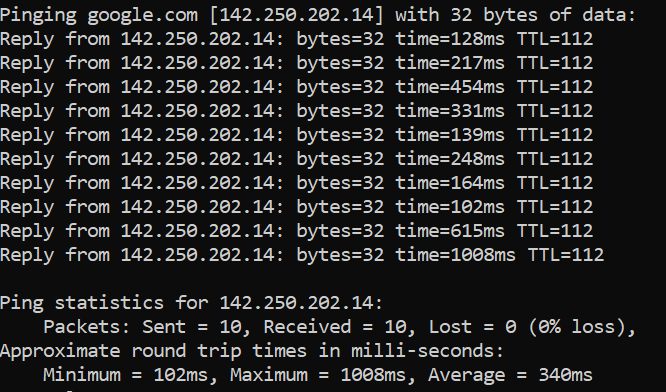 Pinging google.com [142.250.202.14] with 32 bytes of data:
Reply from 142.250.202.14: bytes=32 time=128ms TTL=112
Reply from 142.250.202.14: bytes=32 time=217ms TTL=112
Reply from 142.250.202.14: bytes=32 time=454ms TTL=112
Reply from 142.250.202.14: bytes=32 time=331ms TTL=112
Reply from 142.250.202.14: bytes=32 time=139ms TTL=112
Reply from 142.250.202.14: bytes=32 time=248ms TTL=112
Reply from 142.250.202.14: bytes=32 time=164ms TTL=112
Reply from 142.250.202.14: bytes=32 time=102ms TTL=112
Reply from 142.250.202.14: bytes=32 time=615ms TTL=112
Reply from 142.250.202.14: bytes=32 time=1008ms TTL=112
Ping statistics for 142.250.202.14:
    Packets: Sent = 10, Received = 10, Lost = 0 (0% loss),
Approximate round trip times in milli-seconds:
    Minimum = 102ms, Maximum = 1008ms, Average = 340ms